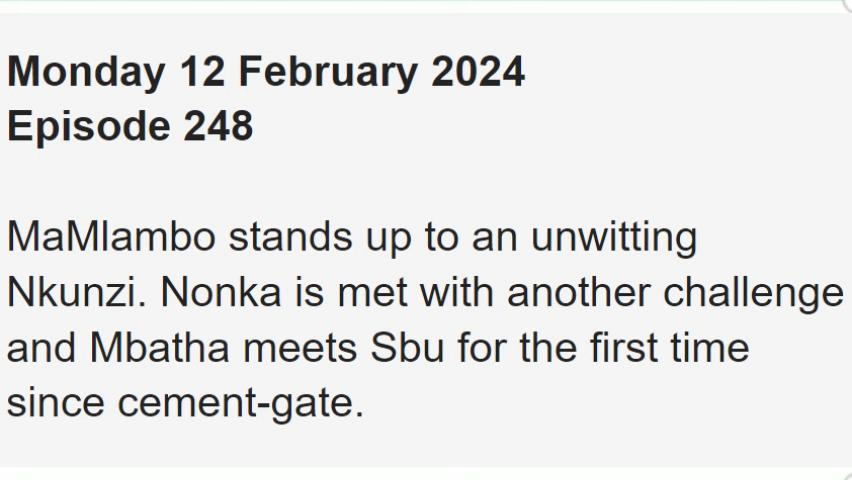 Monday 12 February 2024
Episode 248
MaMlambo stands up to an unwitting
Nkunzi. Nonka is met with another challenge
and Mbatha meets Sbu for the first time
since cement-gate.